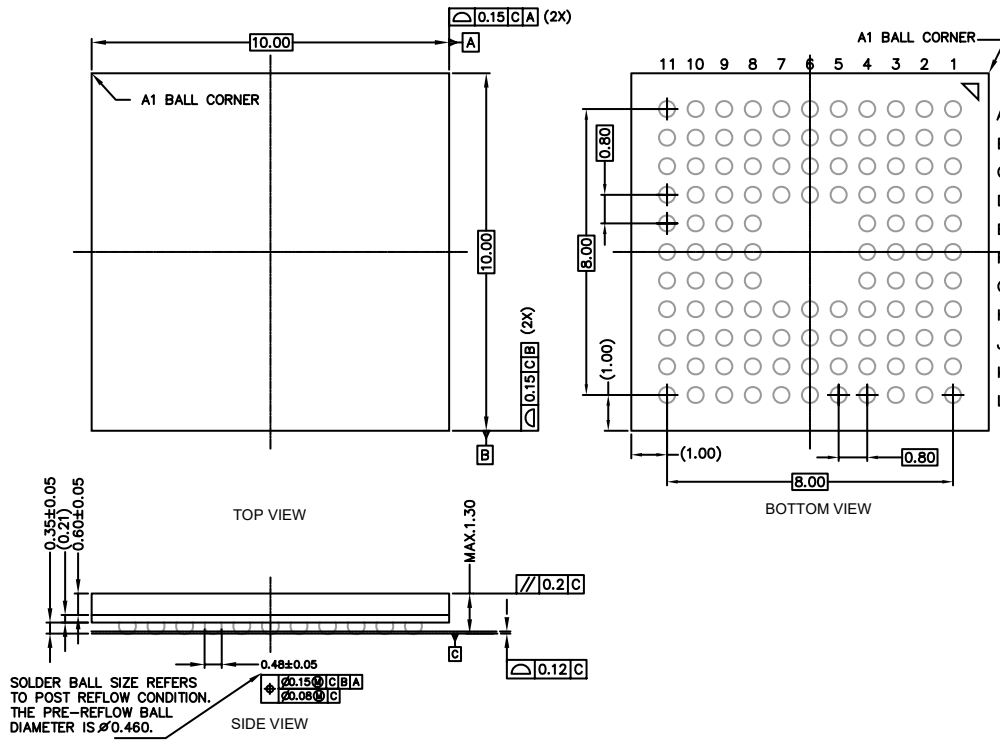 ⌓ 0.15 C A (2X)
10.00
A
A1 BALL CORNER
10.00
⌓ 0.15 C B (2X)
B
TOP VIEW
A1 BALL CORNER
11 10 9 8 7 6 5 4 3 2 1
A
0.80
8.00
(1.00)
(1.00)
0.80
8.00
BOTTOM VIEW
0.35±0.05
(0.21)
0.60±0.05
MAX.1.30
// 0.2 C
C
⌓ 0.12 C
0.48±0.05
⌖ Ø0.15Ⓜ C B A
Ø0.08Ⓜ C
SOLDER BALL SIZE REFERS
TO POST REFLOW CONDITION.
THE PRE-REFLOW BALL
DIAMETER IS Ø0.460.
SIDE VIEW